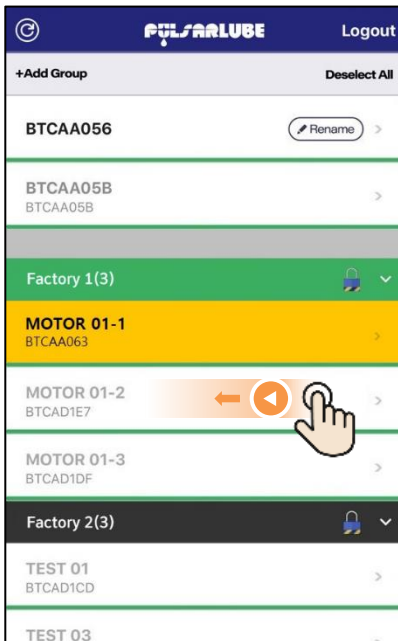 PULSARLUBE
Logout
+Add Group
Deselect All
BTCAA056
Rename
BTCAA05B
BTCAA05B
Factory 1(3)
MOTOR 01-1
BTCAA063
MOTOR 01-2
BTCAD1E7
MOTOR 01-3
BTCAD1DF
Factory 2(3)
TEST 01
BTCAD1CD
TEST 03